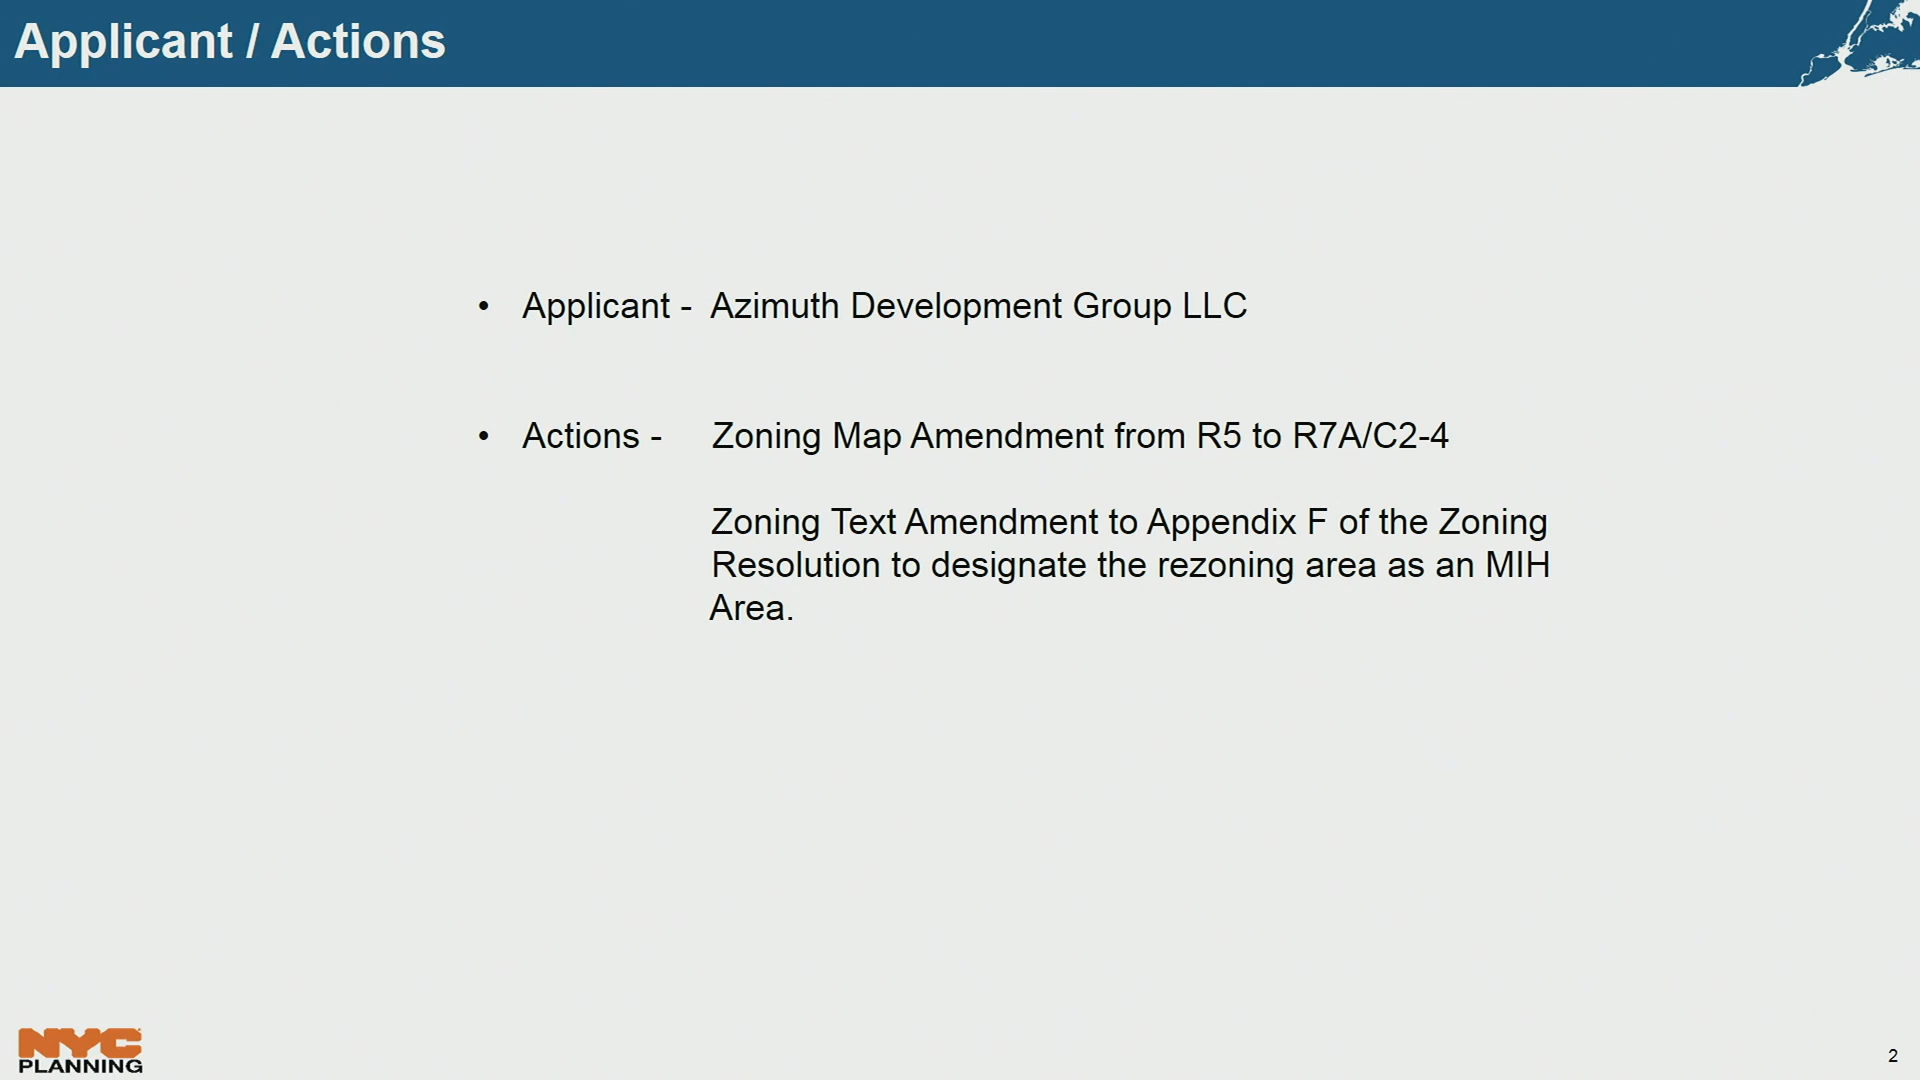 Applicant / Actions
• Applicant - Azimuth Development Group LLC
• Actions - Zoning Map Amendment from R5 to R7A/C2-4
Zoning Text Amendment to Appendix F of the Zoning
Resolution to designate the rezoning area as an MIH
Area.
NYC
PLANNING
2